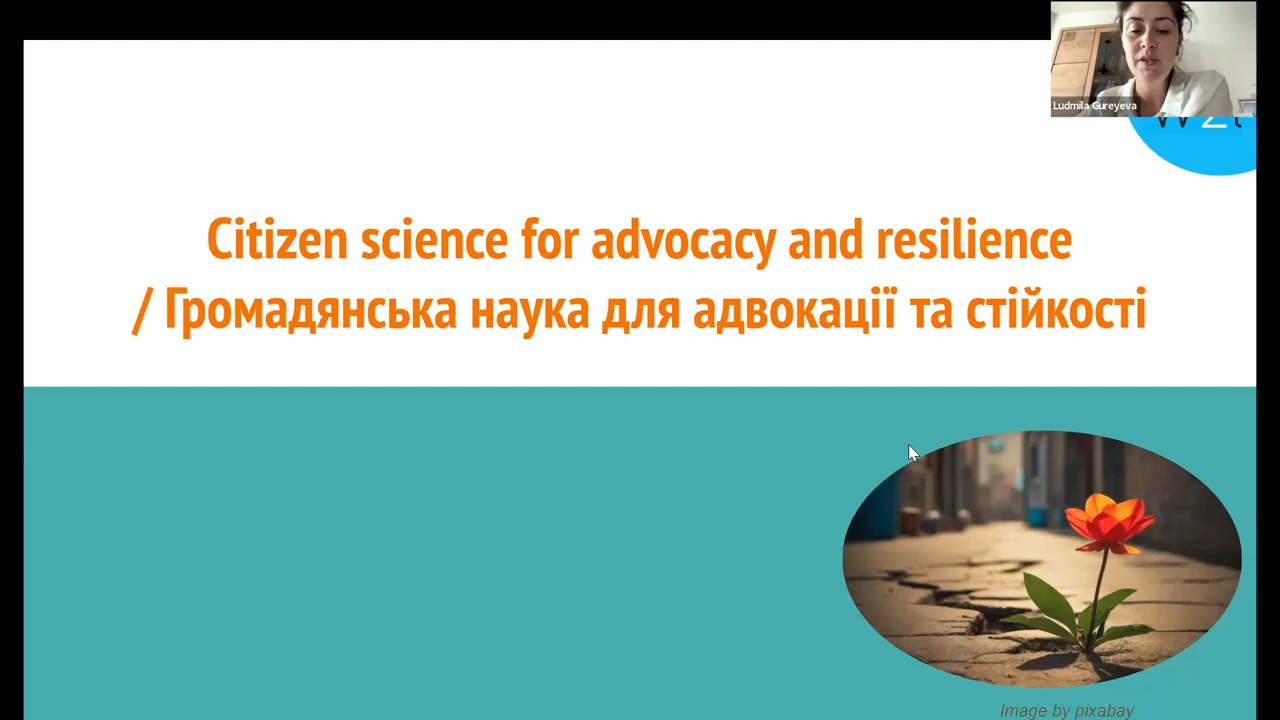 Ludmila Gureyeva
Citizen science for advocacy and resilience
/ Громадянська наука для адвокації та стійкості
Image by pixabay